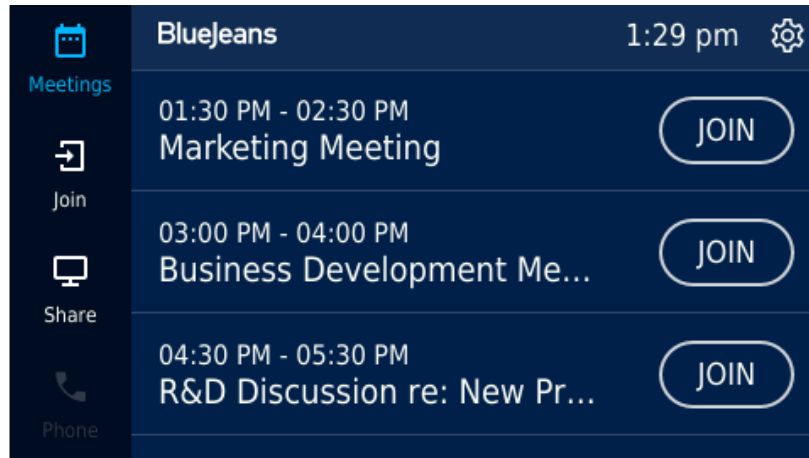 Meetings
Join
Share
Phone
BlueJeans
1:29 pm
01:30 PM - 02:30 PM
Marketing Meeting
JOIN
03:00 PM - 04:00 PM
Business Development Me...
JOIN
04:30 PM - 05:30 PM
R&D Discussion re: New Pr...
JOIN